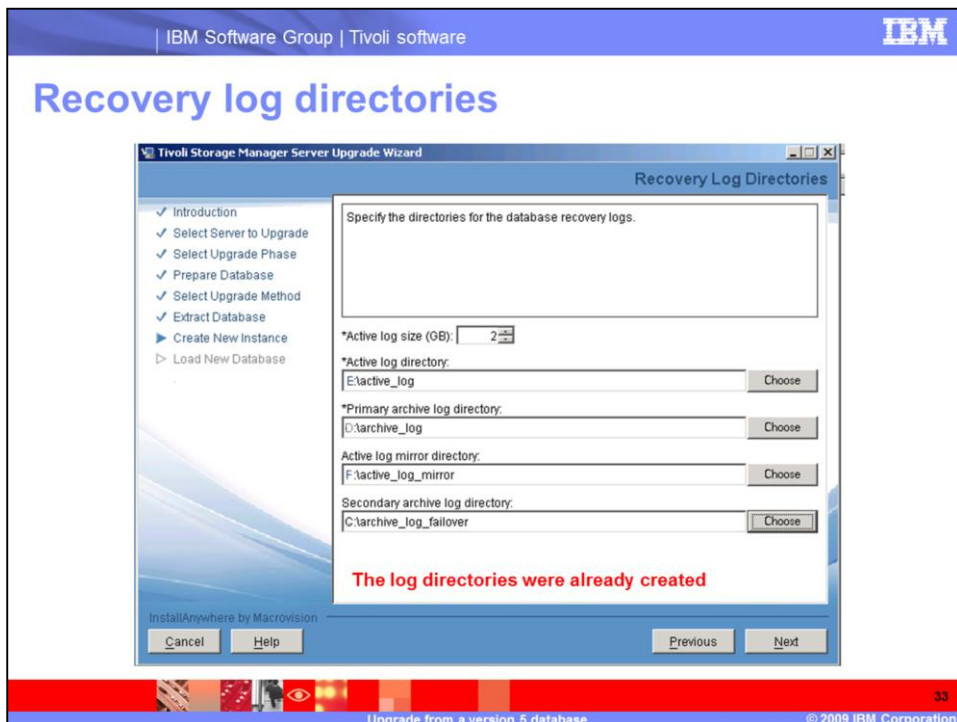 IBM Software Group | Tivoli software
IBM
Recovery log directories
Tivoli Storage Manager Server Upgrade Wizard
Recovery Log Directories
Introduction
Select Server to Upgrade
Select Upgrade Phase
Prepare Database
Select Upgrade Method
Extract Database
Create New Instance
Load New Database
Specify the directories for the database recovery logs.
*Active log size (GB): 2
*Active log directory:
E:\active_log
Choose
*Primary archive log directory:
D:\archive_log
Choose
Active log mirror directory:
F:\active_log_mirror
Choose
Secondary archive log directory:
C:\archive_log_failover
Choose
The log directories were already created
InstallAnywhere by Macrovision
Cancel
Help
Previous
Next
33
Upgrade from a version 5 database
© 2009 IBM Corporation